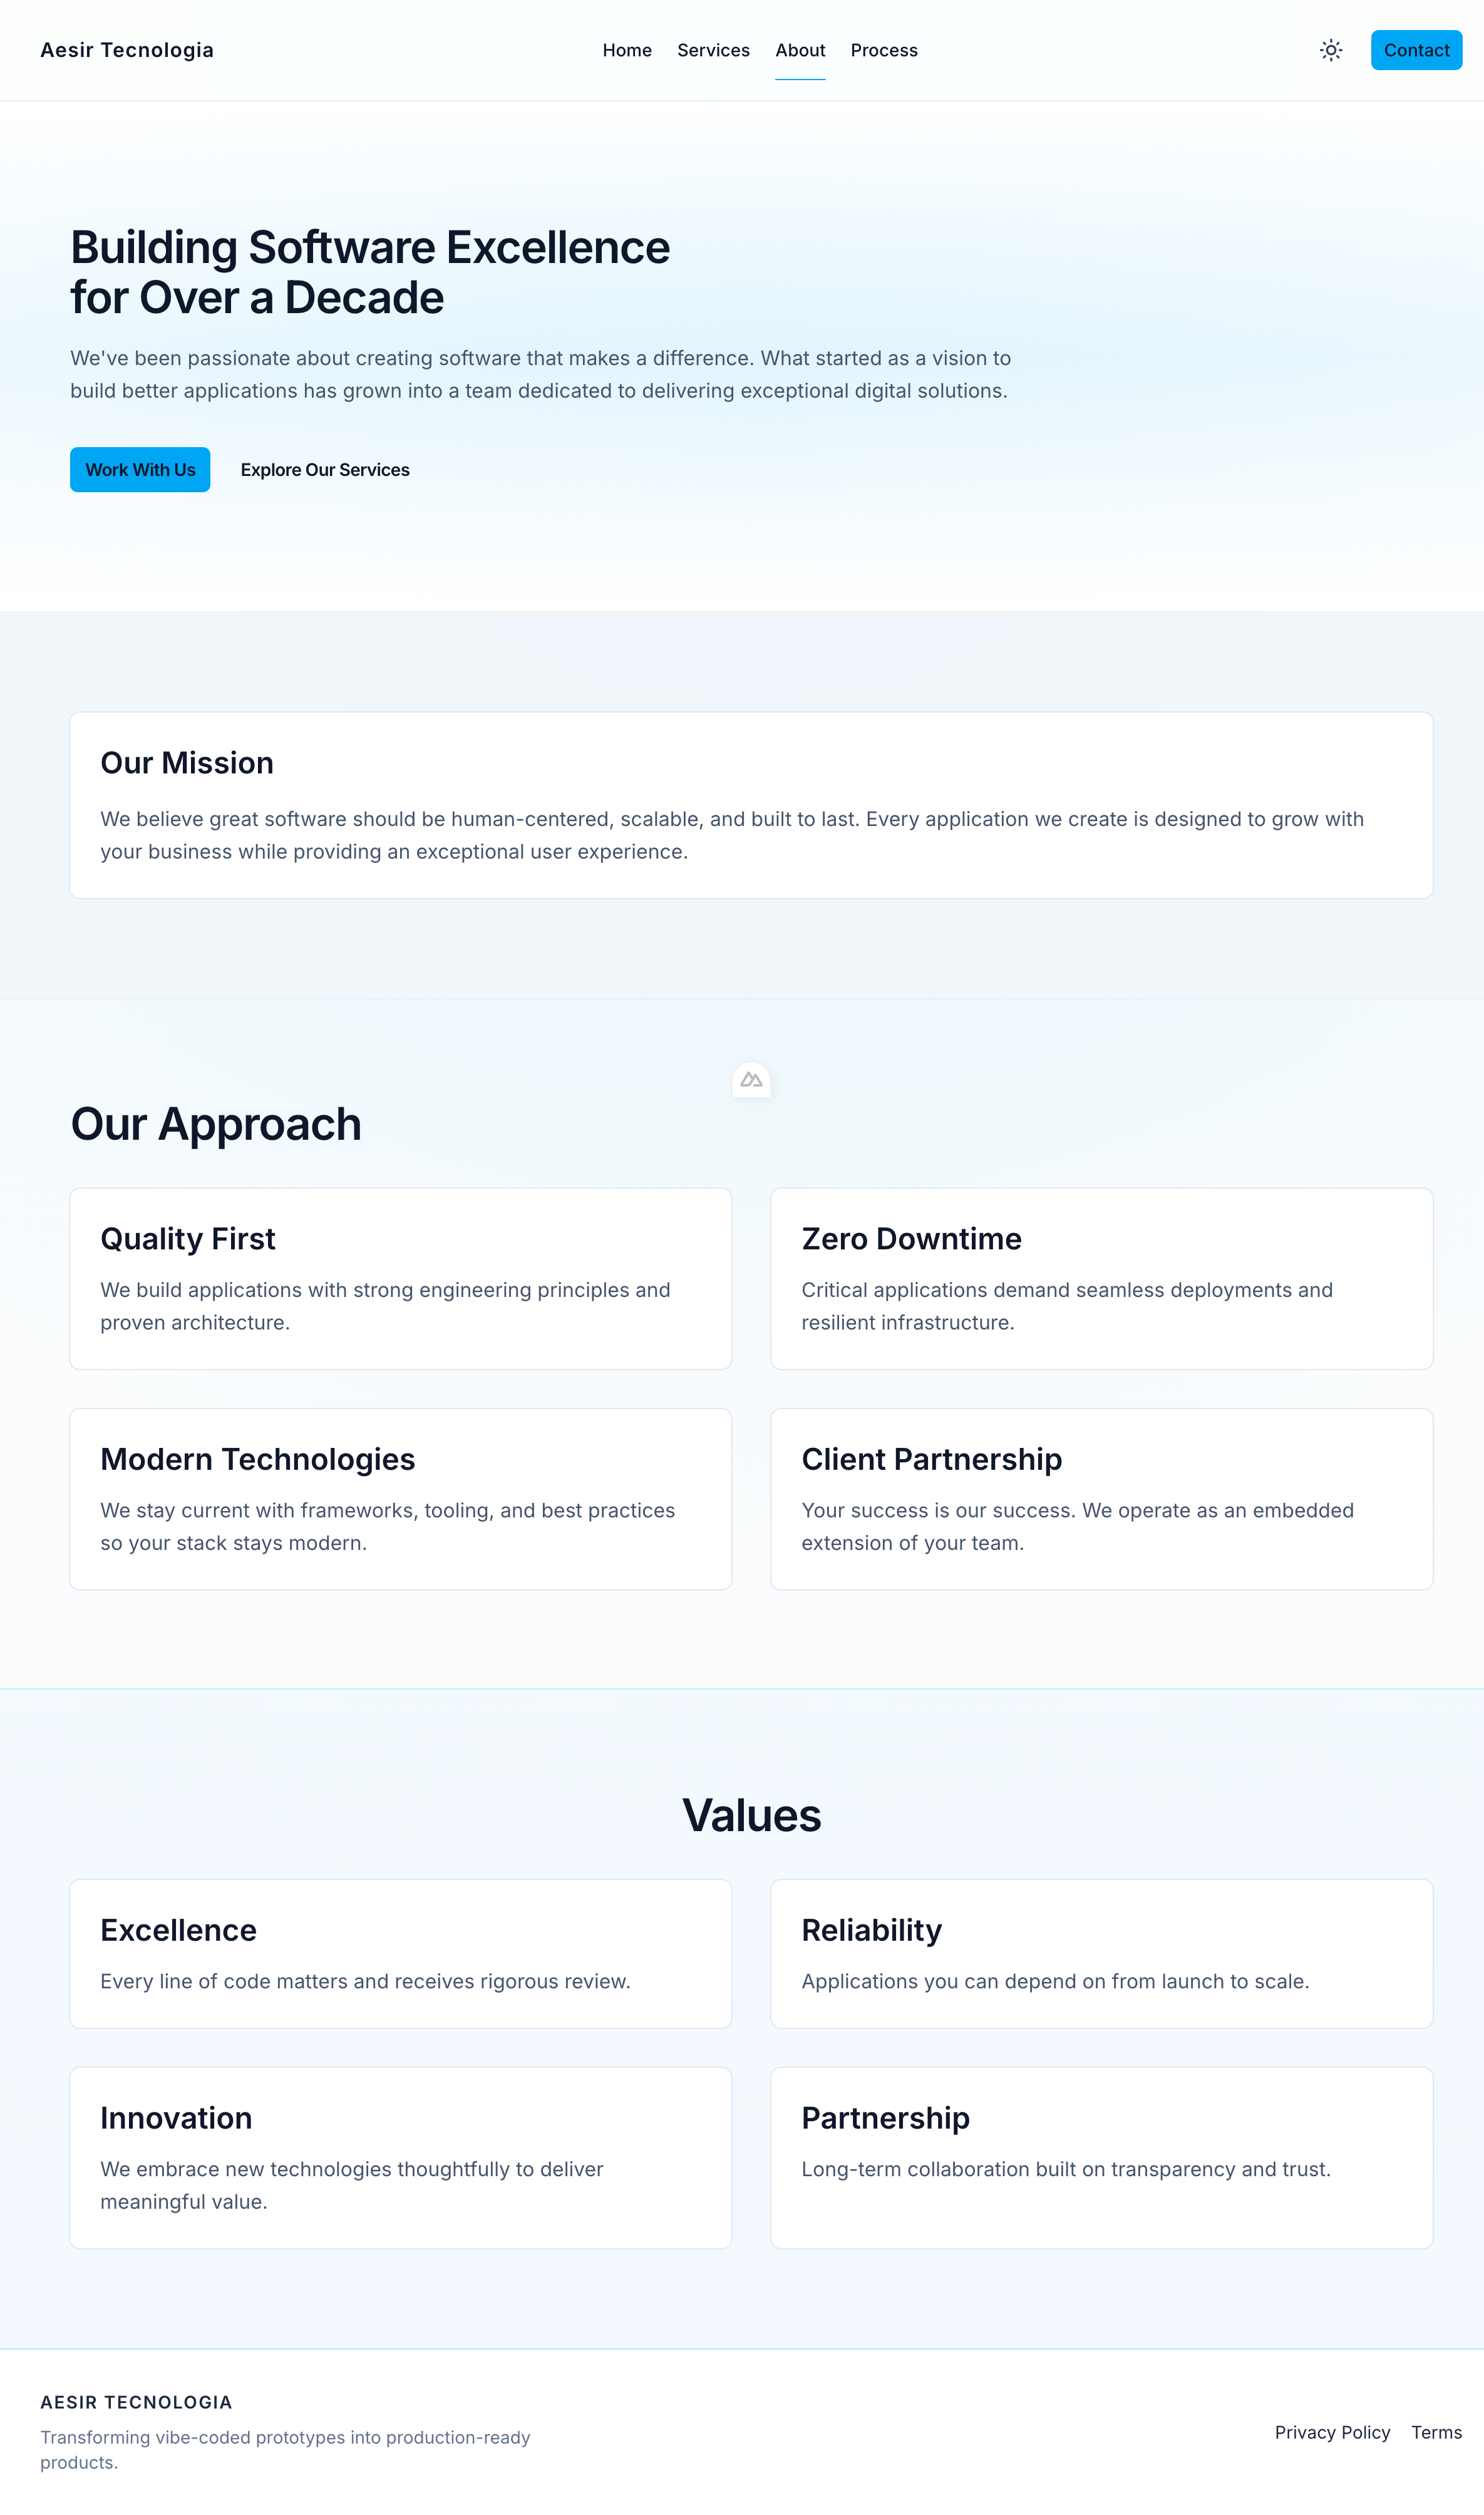 Aesir Tecnologia
Home Services About Process
Contact
Building Software Excellence
for Over a Decade
We've been passionate about creating software that makes a difference. What started as a vision to
build better applications has grown into a team dedicated to delivering exceptional digital solutions.
Work With Us
Explore Our Services
Our Mission
We believe great software should be human-centered, scalable, and built to last. Every application we create is designed to grow with
your business while providing an exceptional user experience.
Our Approach
Quality First
We build applications with strong engineering principles and
proven architecture.
Zero Downtime
Critical applications demand seamless deployments and
resilient infrastructure.
Modern Technologies
We stay current with frameworks, tooling, and best practices
so your stack stays modern.
Client Partnership
Your success is our success. We operate as an embedded
extension of your team.
Values
Excellence
Every line of code matters and receives rigorous review.
Reliability
Applications you can depend on from launch to scale.
Innovation
We embrace new technologies thoughtfully to deliver
meaningful value.
Partnership
Long-term collaboration built on transparency and trust.
AESIR TECNOLOGIA
Transforming vibe-coded prototypes into production-ready
products.
Privacy Policy Terms